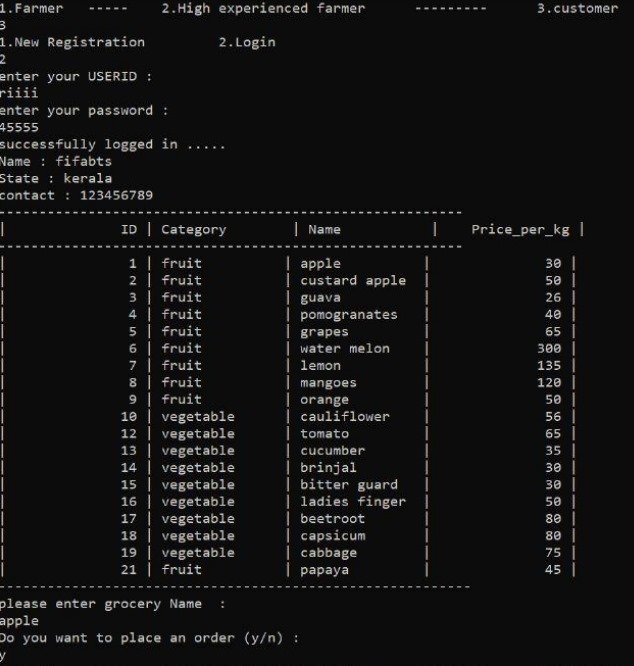 1.Farmer    -----    2.High experienced farmer      ---------      3.customer
3
1.New Registration          2.Login
2
enter your USERID :
riiii
enter your password :
45555
successfully logged in .....
Name : fifabts
State : kerala
contact : 123456789
--------------------------------------------------------------
|               ID | Category         | Name            |    Price_per_kg |
--------------------------------------------------------------
|                1 | fruit            | apple           |              30 |
|                2 | fruit            | custard apple   |              50 |
|                3 | fruit            | guava           |              26 |
|                4 | fruit            | pomogranates    |              40 |
|                5 | fruit            | grapes          |              65 |
|                6 | fruit            | water melon     |             300 |
|                7 | fruit            | lemon           |             135 |
|                8 | fruit            | mangoes         |             120 |
|                9 | fruit            | orange          |              50 |
|               10 | vegetable        | cauliflower     |              56 |
|               12 | vegetable        | tomato          |              65 |
|               13 | vegetable        | cucumber        |              35 |
|               14 | vegetable        | brinjal         |              30 |
|               15 | vegetable        | bitter guard    |              30 |
|               16 | vegetable        | ladies finger   |              50 |
|               17 | vegetable        | beetroot        |              80 |
|               18 | vegetable        | capsicum        |              80 |
|               19 | vegetable        | cabbage         |              75 |
|               21 | fruit            | papaya          |              45 |
---------------------------------------------------------------
please enter grocery Name  :
apple
Do you want to place an order (y/n) :
y